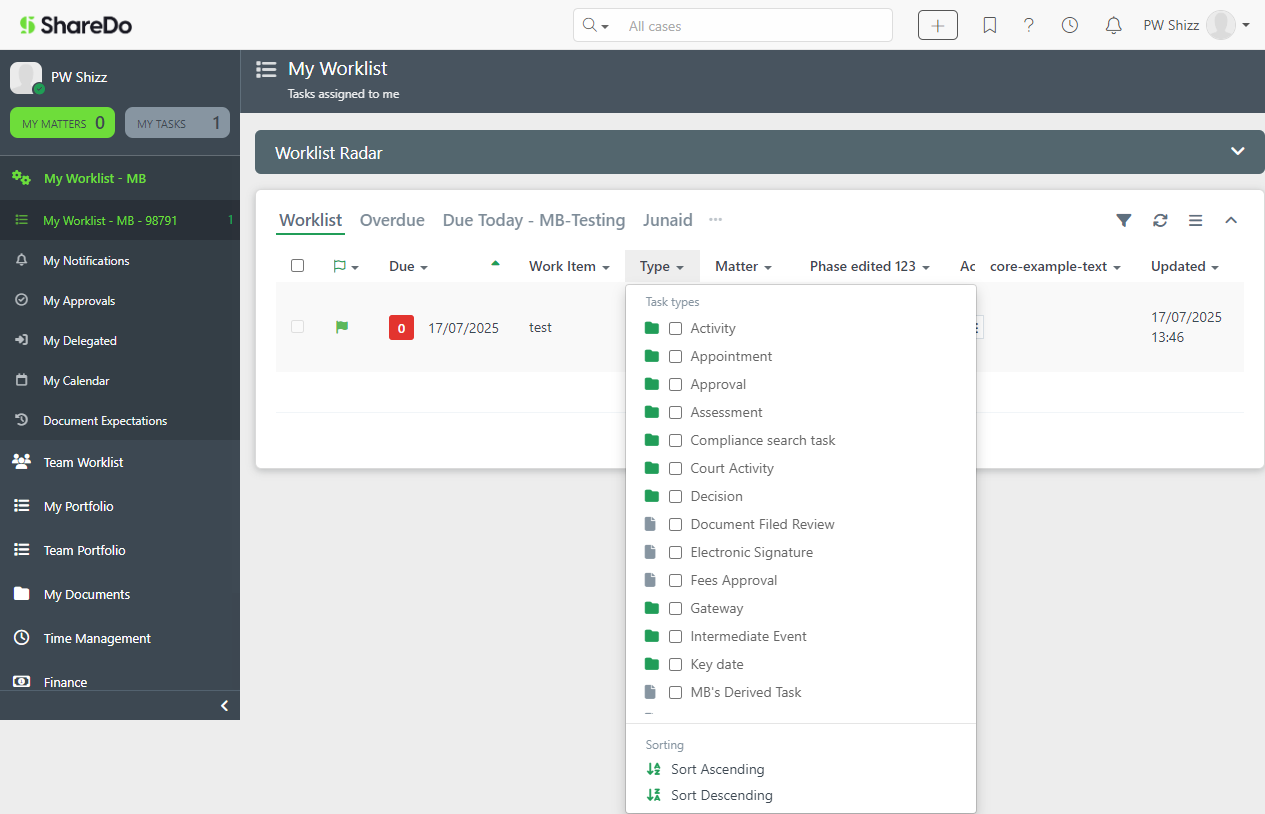 ShareDo
All cases
PW Shizz
PW Shizz
MY MATTERS 0
MY TASKS 1
My Worklist - MB
My Worklist - MB - 98791 1
My Notifications
My Approvals
My Delegated
My Calendar
Document Expectations
Team Worklist
My Portfolio
Team Portfolio
My Documents
Time Management
Finance
My Worklist
Tasks assigned to me
Worklist Radar
Worklist Overdue Due Today - MB-Testing Junaid
Due Work Item Type Matter Phase edited 123 Ac core-example-text Updated
0 17/07/2025 test 17/07/2025
13:46
Task types
Activity
Appointment
Approval
Assessment
Compliance search task
Court Activity
Decision
Document Filed Review
Electronic Signature
Fees Approval
Gateway
Intermediate Event
Key date
MB's Derived Task
Sorting
Sort Ascending
Sort Descending